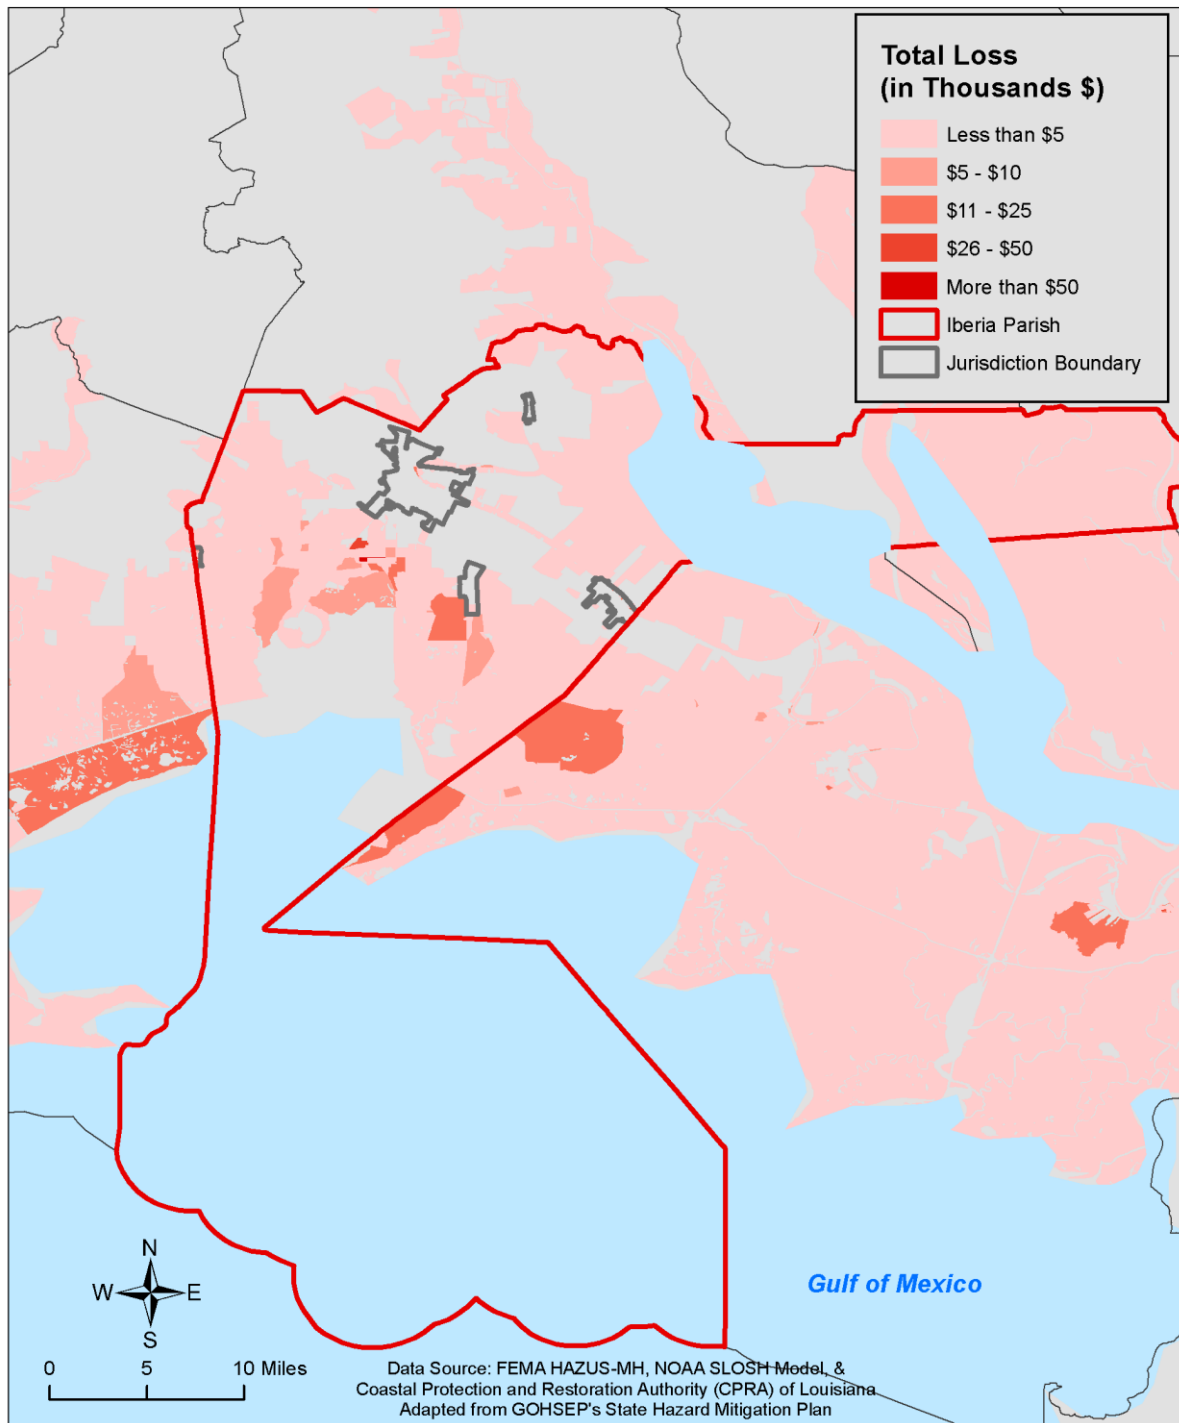 Total Loss
(in Thousands $)
Less than $5
$5 - $10
$11 - $25
$26 - $50
More than $50
Iberia Parish
Jurisdiction Boundary
Gulf of Mexico
N
W E
S
0 5 10 Miles
Data Source: FEMA HAZUS-MH, NOAA SLOSH Model, &
Coastal Protection and Restoration Authority (CPRA) of Louisiana
Adapted from GOHSEP's State Hazard Mitigation Plan